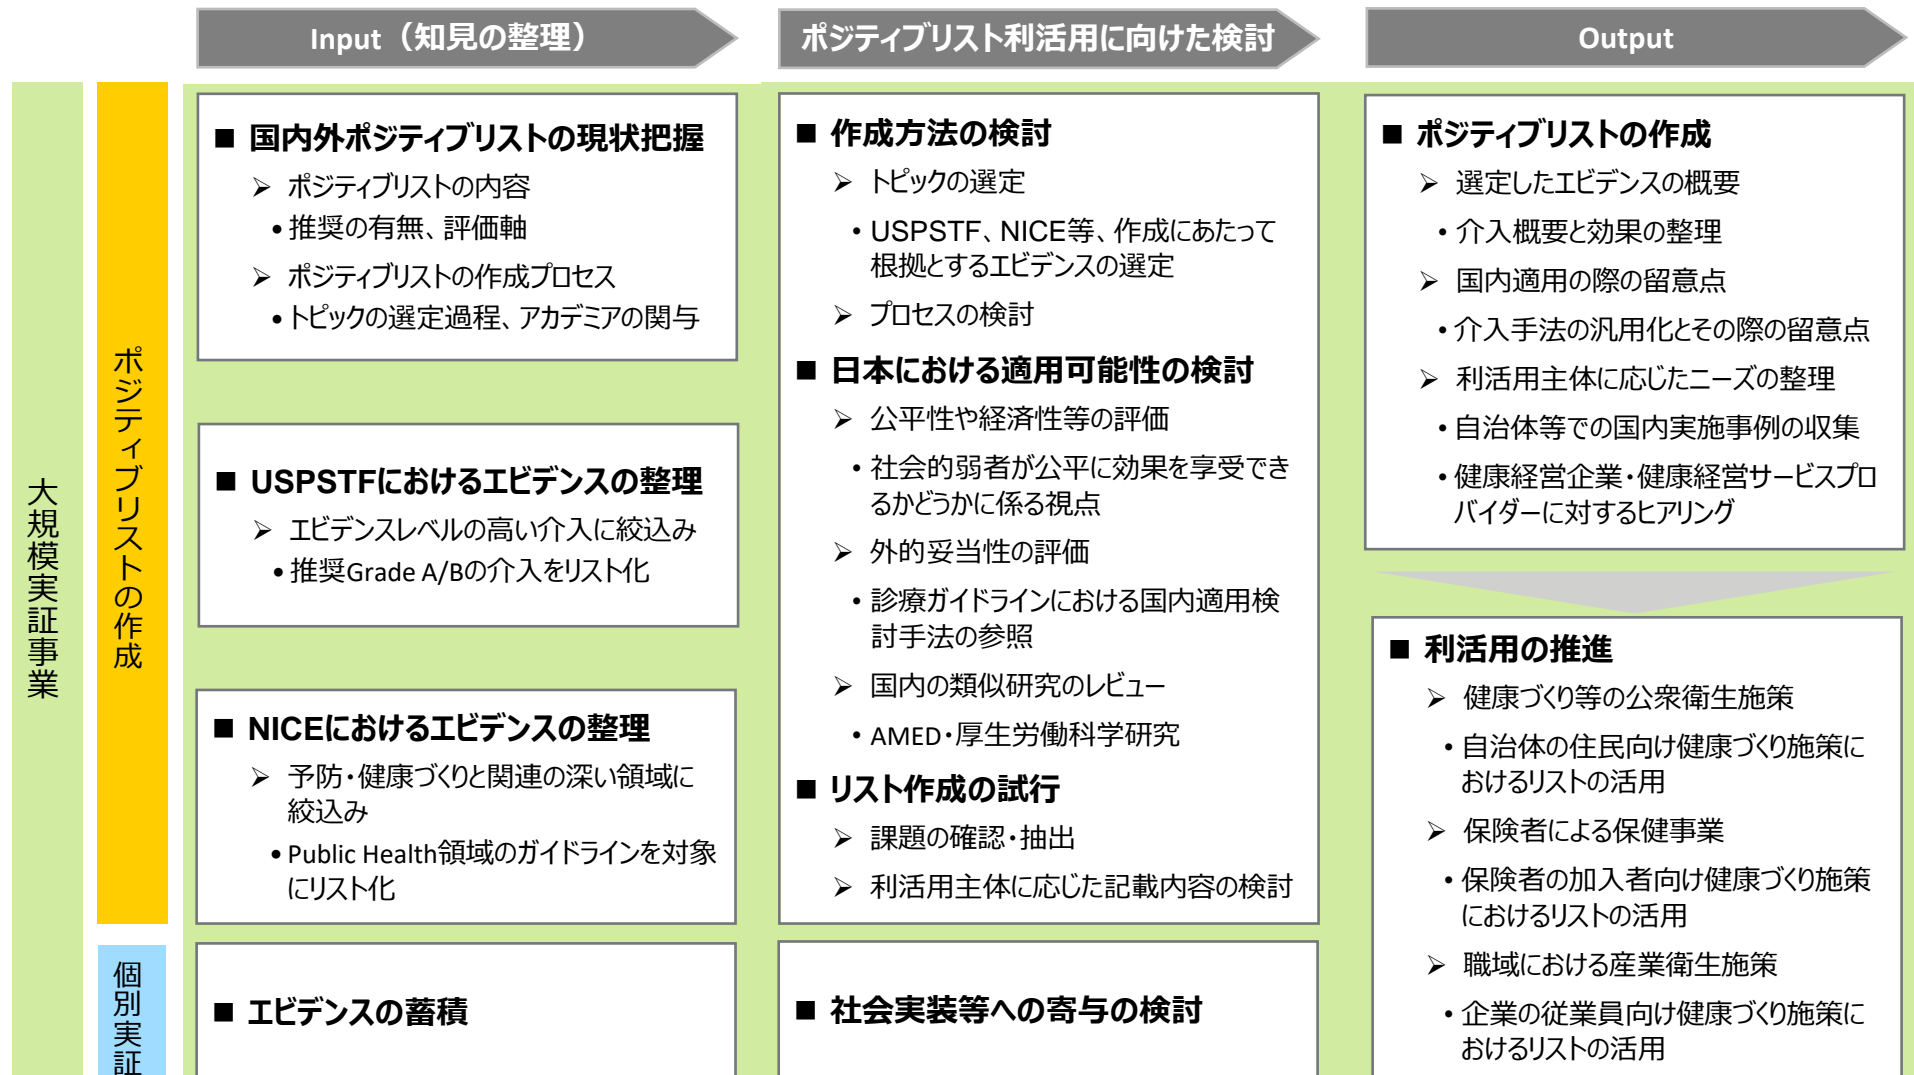 Input（知見の整理）
ポジティブリスト利活用に向けた検討
Output
大規模実証事業
ポジティブリストの作成
個別実証
■ 国内外ポジティブリストの現状把握
➢ ポジティブリストの内容
• 推奨の有無、評価軸
➢ ポジティブリストの作成プロセス
• トピックの選定過程、アカデミアの関与
■ USPSTFにおけるエビデンスの整理
➢ エビデンスレベルの高い介入に絞込み
• 推奨Grade A/Bの介入をリスト化
■ NICEにおけるエビデンスの整理
➢ 予防・健康づくりと関連の深い領域に
絞込み
• Public Health領域のガイドラインを対象
にリスト化
■ エビデンスの蓄積
■ 作成方法の検討
➢ トピックの選定
• USPSTF、NICE等、作成にあたって
根拠とするエビデンスの選定
➢ プロセスの検討
■ 日本における適用可能性の検討
➢ 公平性や経済性等の評価
• 社会的弱者が公平に効果を享受でき
るかどうかに係る視点
➢ 外的妥当性の評価
• 診療ガイドラインにおける国内適用検
討手法の参照
➢ 国内の類似研究のレビュー
• AMED・厚生労働科学研究
■ リスト作成の試行
➢ 課題の確認・抽出
➢ 利活用主体に応じた記載内容の検討
■ 社会実装等への寄与の検討
■ ポジティブリストの作成
➢ 選定したエビデンスの概要
• 介入概要と効果の整理
➢ 国内適用の際の留意点
• 介入手法の汎用化とその際の留意点
➢ 利活用主体に応じたニーズの整理
• 自治体等での国内実施事例の収集
• 健康経営企業・健康経営サービスプロ
バイダーに対するヒアリング
■ 利活用の推進
➢ 健康づくり等の公衆衛生施策
• 自治体の住民向け健康づくり施策に
おけるリストの活用
➢ 保険者による保健事業
• 保険者の加入者向け健康づくり施策
におけるリストの活用
➢ 職域における産業衛生施策
• 企業の従業員向け健康づくり施策に
おけるリストの活用